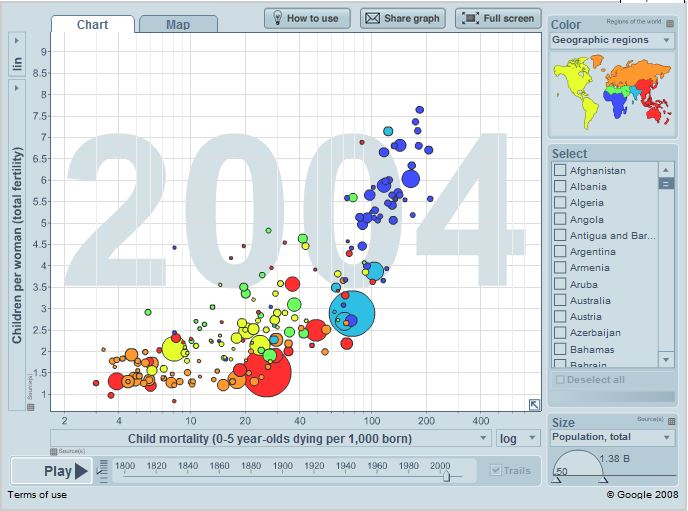 Chart
Map
How to use
Share graph
Full screen
Color
Regions of the world
Geographic regions
lin
Children per woman (total fertility)
Source(s)
9
8.5
8
7.5
7
6.5
6
5.5
5
4.5
4
3.5
3
2.5
2
1.5
1
2004
2 4 10 20 40 100 200 400
Child mortality (0-5 year-olds dying per 1,000 born)
log
Source(s)
Select
Afghanistan
Albania
Algeria
Angola
Antigua and Bar...
Argentina
Armenia
Aruba
Australia
Austria
Azerbaijan
Bahamas
Bahrain
Deselect all
Size
Source(s)
Population, total
1.38 B
50
Play
1800 1820 1840 1860 1880 1900 1920 1940 1960 1980 2000
Trails
Terms of use
© Google 2008